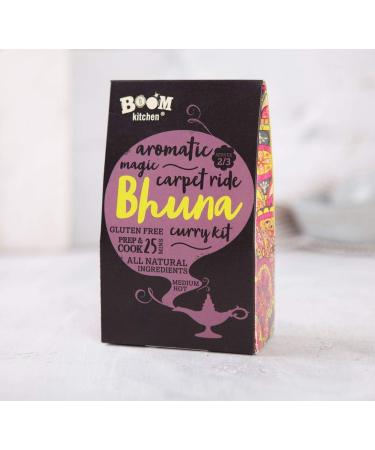 BOOM
kitchen®
aromatic
SERVES
2/3
magic
carpet ride
Bhuna
curry kit
GLUTEN FREE
PREP &
COOK 25 MINS
ALL NATURAL
INGREDIENTS
MEDIUM
HOT